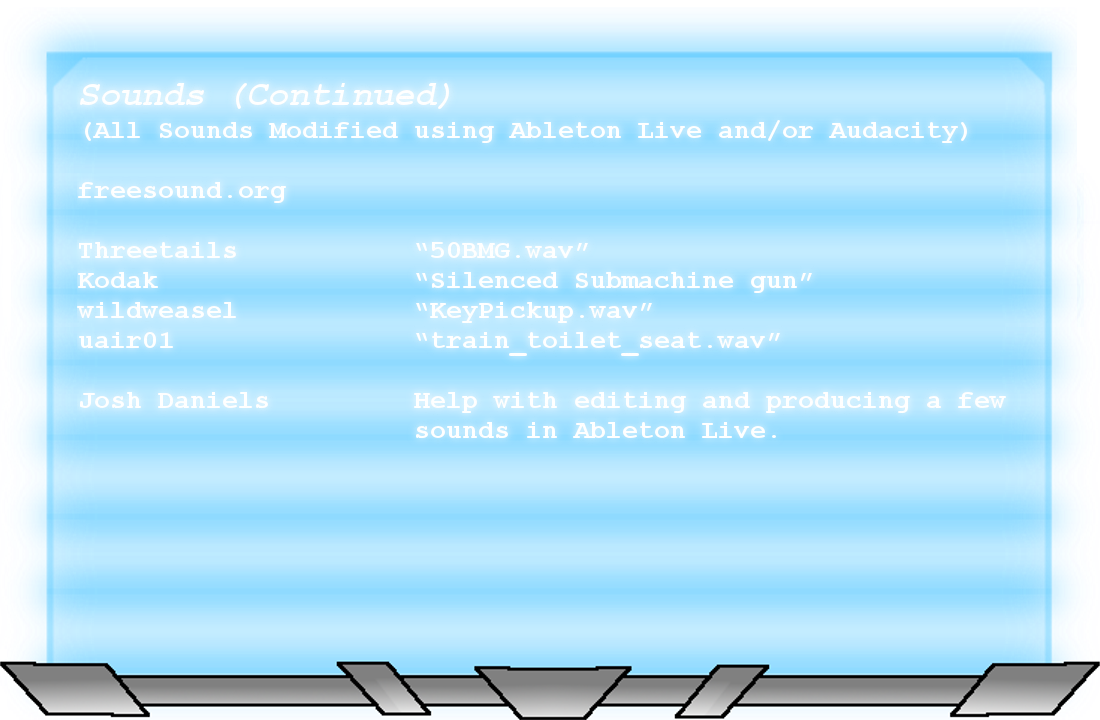 Sounds (Continued)
(All Sounds Modified using Ableton Live and/or Audacity)
freesound.org
Threetails “50BMG.wav”
Kodak “Silenced Submachine gun”
wildweasel “KeyPickup.wav”
uair01 “train_toilet_seat.wav”
Josh Daniels Help with editing and producing a few
sounds in Ableton Live.